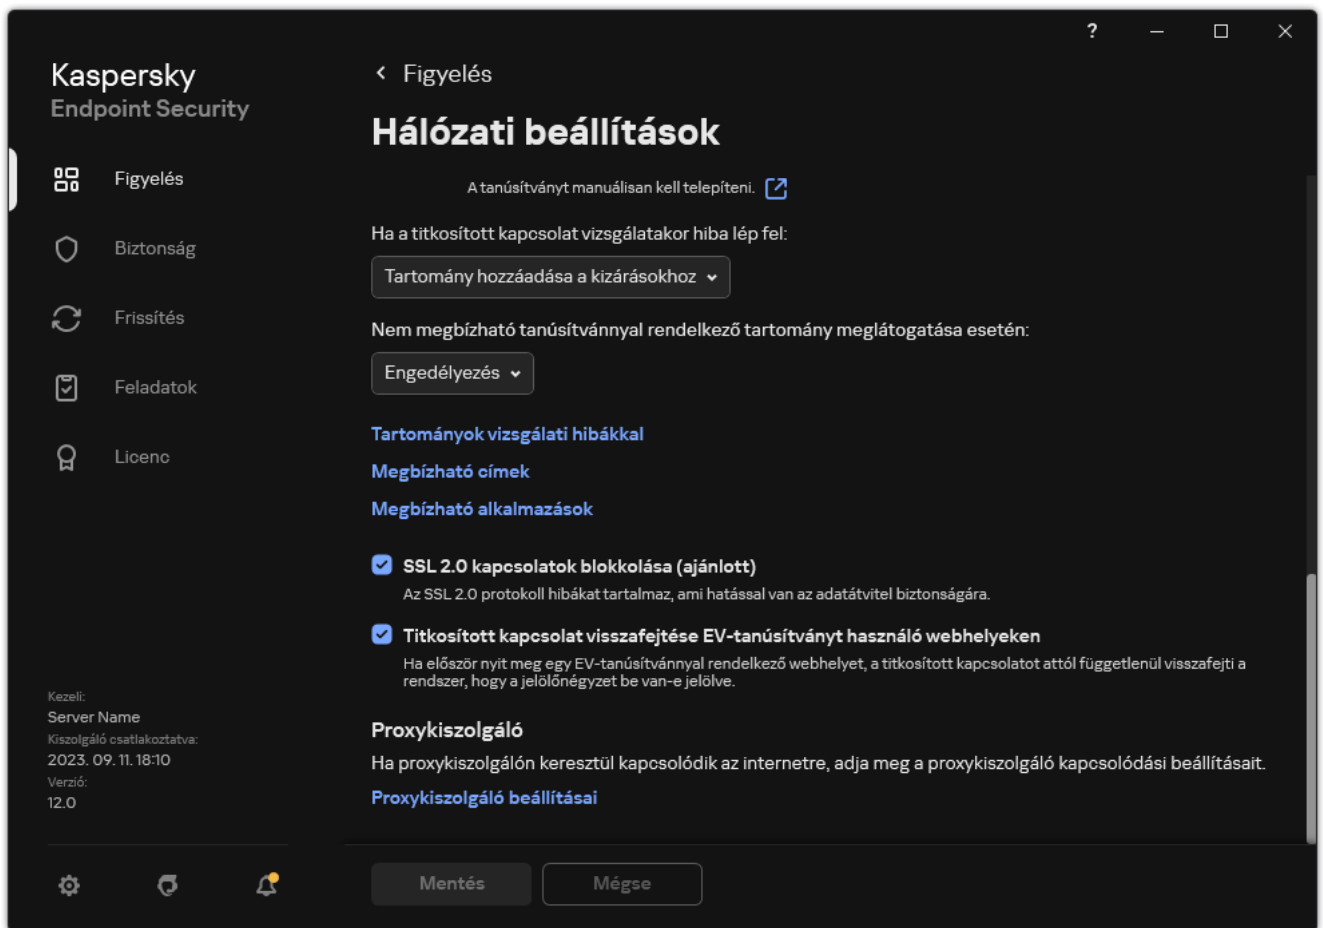 ?
Kaspersky
Endpoint Security
Figyelés
Biztonság
Frissítés
Feladatok
Licenc
Kezeli:
Server Name
Kiszolgáló csatlakoztatva:
2023. 09. 11. 18:10
Verzió:
12.0
Figyelés
Hálózati beállítások
A tanúsítványt manuálisan kell telepíteni.
Ha a titkosított kapcsolat vizsgálatakor hiba lép fel:
Tartomány hozzáadása a kizárásokhoz
Nem megbízható tanúsítvánnyal rendelkező tartomány meglátogatása esetén:
Engedélyezés
Tartományok vizsgálati hibákkal
Megbízható címek
Megbízható alkalmazások
SSL 2.0 kapcsolatok blokkolása (ajánlott)
Az SSL 2.0 protokoll hibákat tartalmaz, ami hatással van az adatátvitel biztonságára.
Titkosított kapcsolat visszafejtése EV-tanúsítványt használó webhelyeken
Ha először nyit meg egy EV-tanúsítvánnyal rendelkező webhelyet, a titkosított kapcsolatot attól függetlenül visszafejti a
rendszer, hogy a jelölőnégyzet be van-e jelölve.
Proxykiszolgáló
Ha proxykiszolgálón keresztül kapcsolódik az internetre, adja meg a proxykiszolgáló kapcsolódási beállításait.
Proxykiszolgáló beállításai
Mentés
Mégse